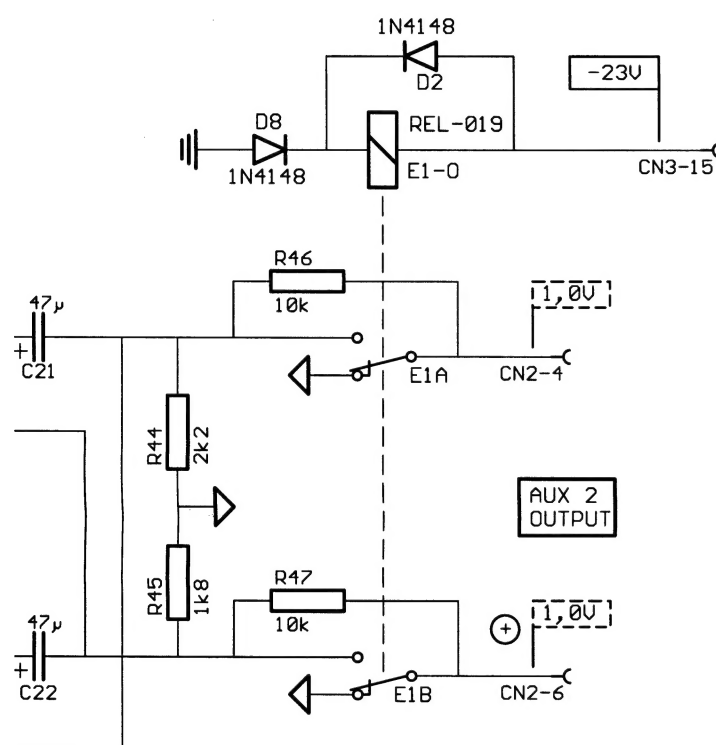 1N4148
D2
-23V
D8
REL-019
1N4148
E1-0
CN3-15
R46
10k
47µ
1,0V
+
C21
E1A
CN2-4
R44
2k2
AUX 2
OUTPUT
R45
1k8
R47
10k
47µ
+
1,0V
+
C22
E1B
CN2-6